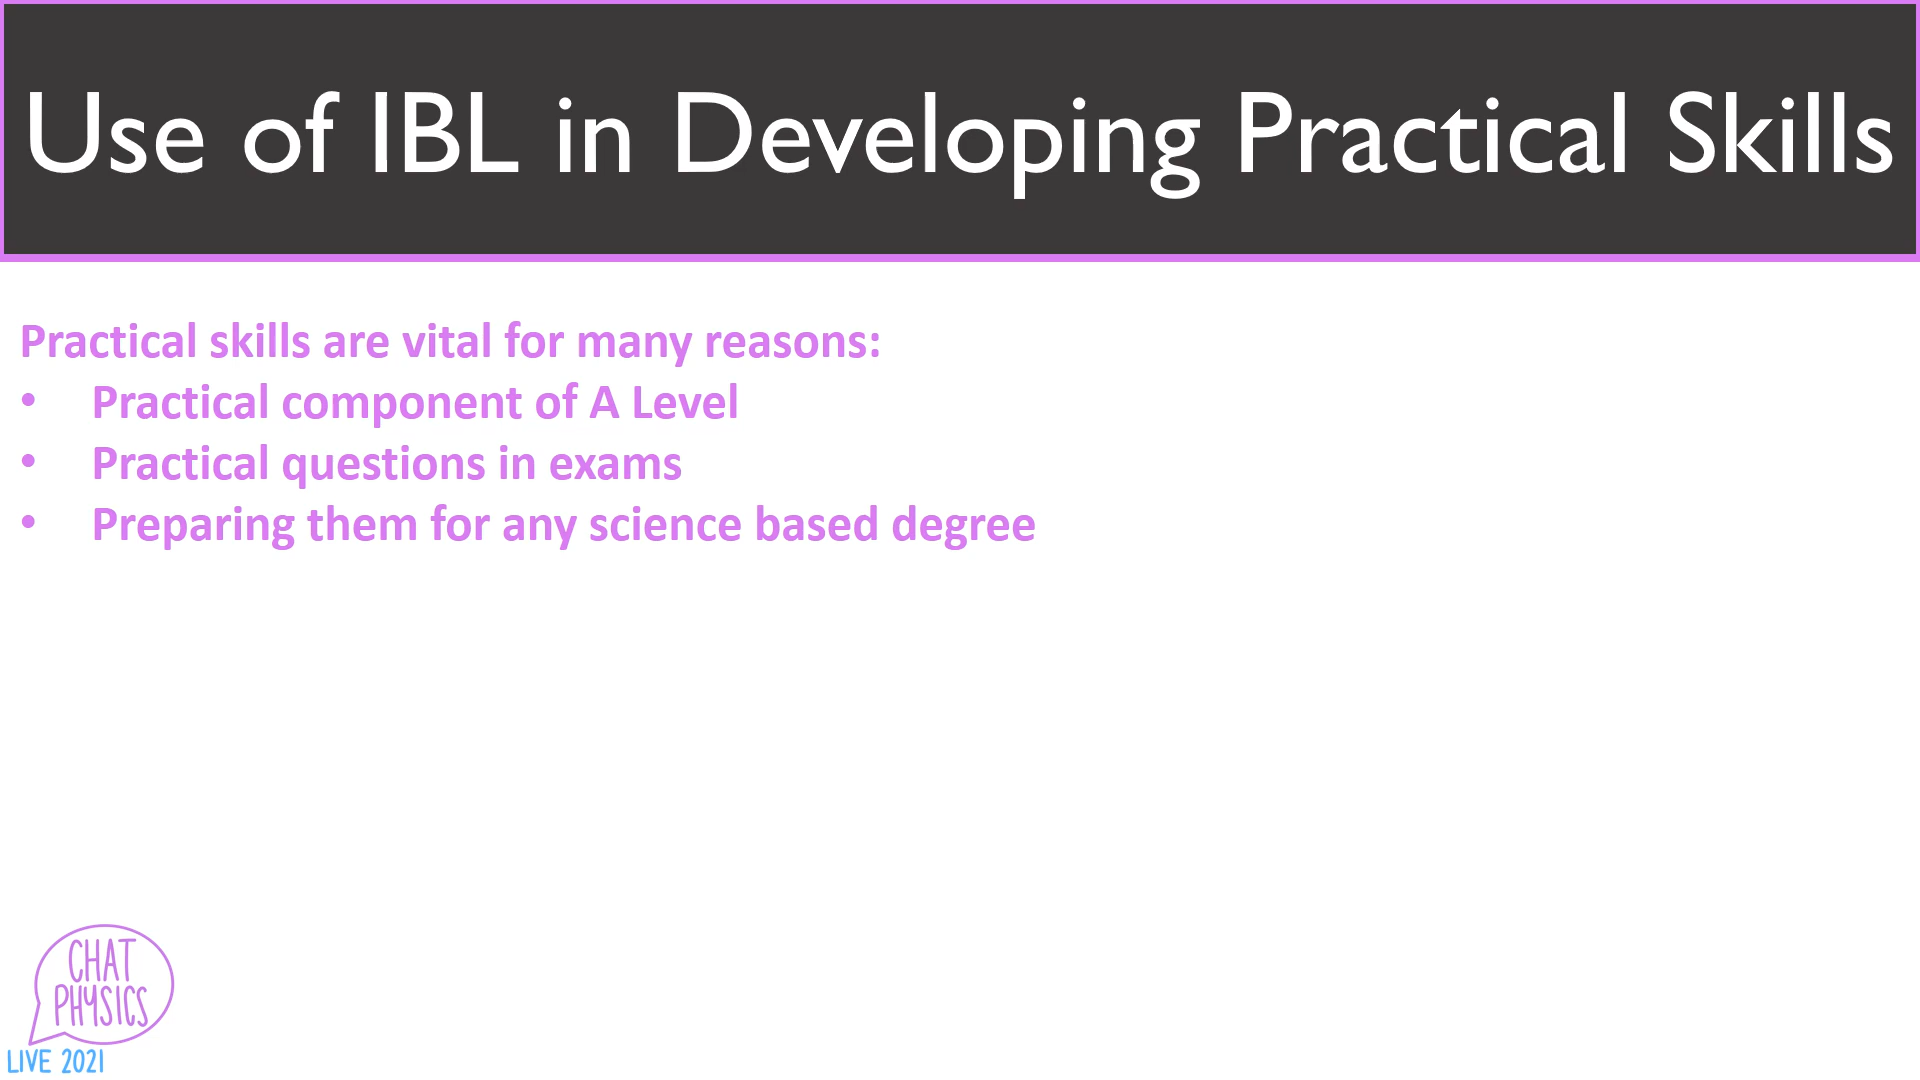 Use of IBL in Developing Practical Skills
Practical skills are vital for many reasons:
• Practical component of A Level
• Practical questions in exams
• Preparing them for any science based degree
CHAT
PHYSICS
LIVE 2021